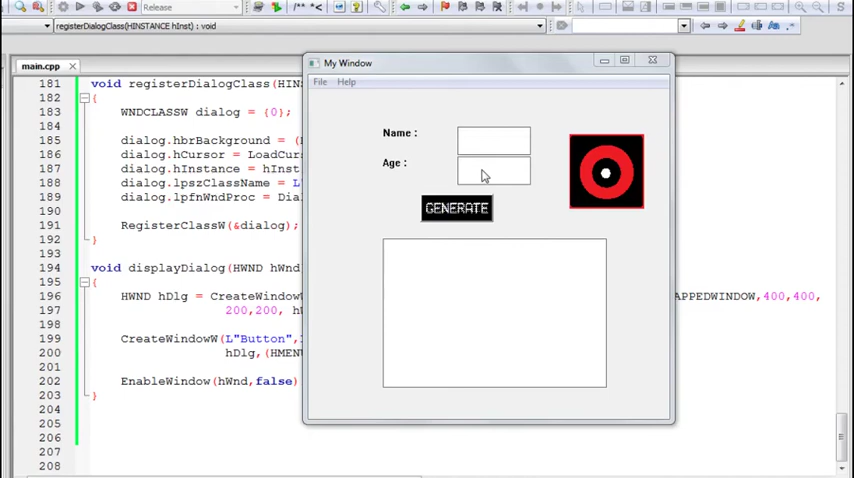 Release
registerDialogClass(HINSTANCE hInst) : void
main.cpp
My Window
File Help
Name :
Age :
GENERATE
181 void registerDialogClass(HINS
182 {
183 WNDCLASSW dialog = {0};
184
185 dialog.hbrBackground = (
186 dialog.hCursor = LoadCurs
187 dialog.hInstance = hInst
188 dialog.lpszClassName = L
189 dialog.lpfnWndProc = Dia
190
191 RegisterClassW(&dialog);
192 }
193
194 void displayDialog(HWND hWnd
195 {
196 HWND hDlg = CreateWindowW APPEDWINDOW,400,400,
197 200,200, hW
198
199 CreateWindowW(L"Button",
200 hDlg,(HMENU
201
202 EnableWindow(hWnd,false)
203 }
204
205
206
207
208